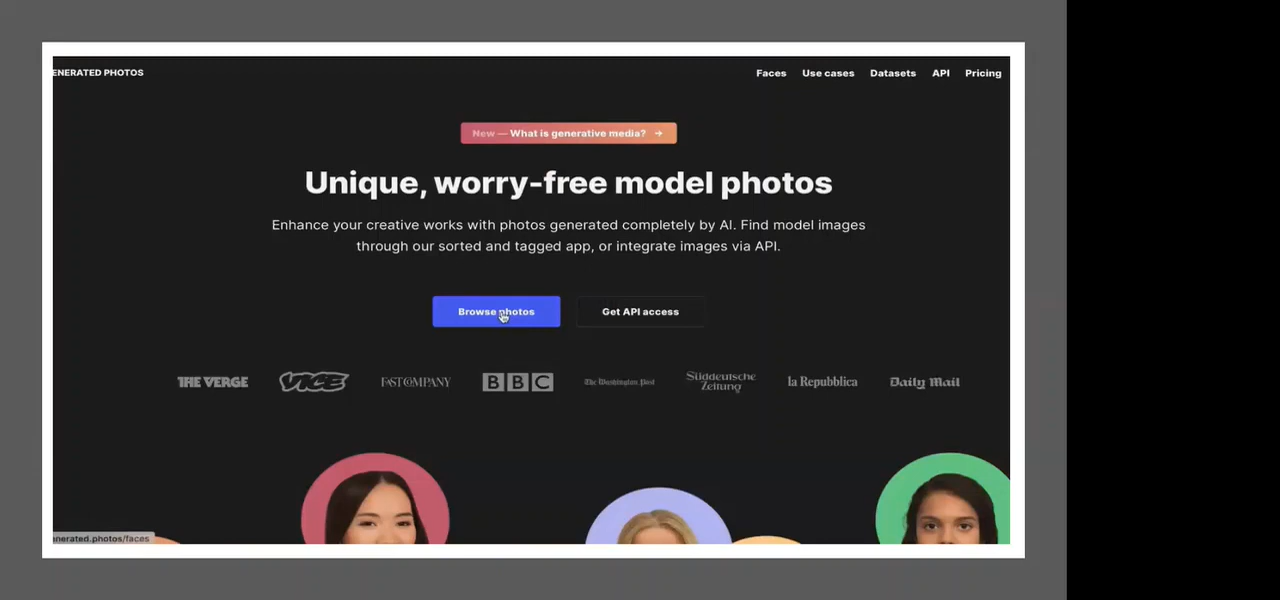 ENERATED PHOTOS
Faces Use cases Datasets API Pricing
New — What is generative media? →
Unique, worry-free model photos
Enhance your creative works with photos generated completely by AI. Find model images
through our sorted and tagged app, or integrate images via API.
Browse photos Get API access
THE VERGE VICE FAST COMPANY BBC The Washington Post Süddeutsche Zeitung la Repubblica Daily Mail
enerated.photos/faces